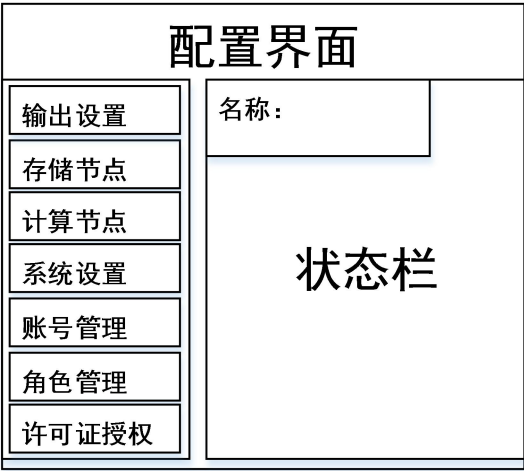 配置界面
输出设置
存储节点
计算节点
系统设置
账号管理
角色管理
许可证授权
名称：
状态栏